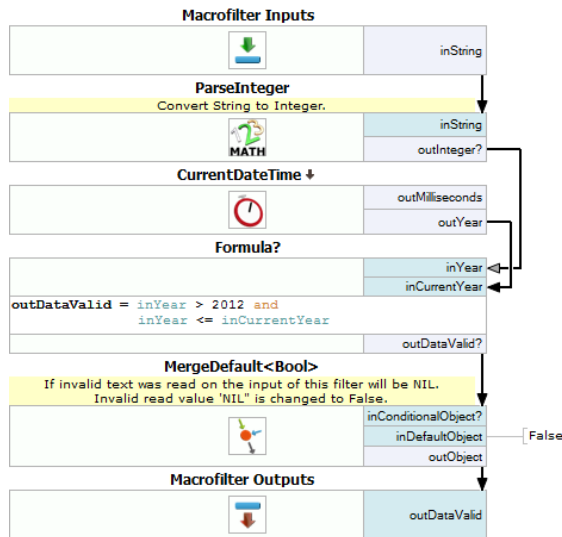 Macrofilter Inputs
inString
ParseInteger
Convert String to Integer.
inString
123
MATH
outInteger?
CurrentDateTime
outMilliseconds
outYear
Formula?
inYear
inCurrentYear
outDataValid = inYear > 2012 and
inYear <= inCurrentYear
outDataValid?
MergeDefault<Bool>
If invalid text was read on the input of this filter will be NIL.
Invalid read value 'NIL" is changed to False.
inConditionalObject?
inDefaultObject
False
outObject
Macrofilter Outputs
outDataValid